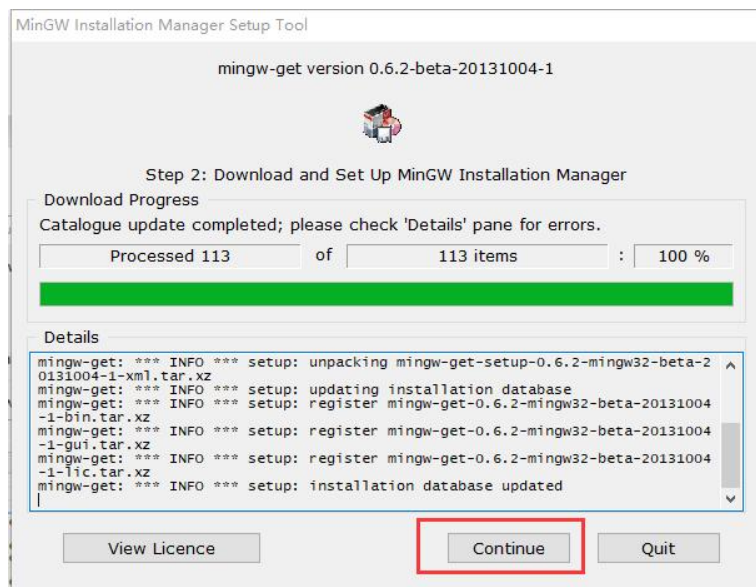 MinGW Installation Manager Setup Tool
mingw-get version 0.6.2-beta-20131004-1
Step 2: Download and Set Up MinGW Installation Manager
Download Progress
Catalogue update completed; please check 'Details' pane for errors.
Processed 113 of 113 items : 100 %
Details
mingw-get: *** INFO *** setup: unpacking mingw-get-setup-0.6.2-mingw32-beta-2
0131004-1-xml.tar.xz
mingw-get: *** INFO *** setup: updating installation database
mingw-get: *** INFO *** setup: register mingw-get-0.6.2-mingw32-beta-20131004
-1-bin.tar.xz
mingw-get: *** INFO *** setup: register mingw-get-0.6.2-mingw32-beta-20131004
-1-gui.tar.xz
mingw-get: *** INFO *** setup: register mingw-get-0.6.2-mingw32-beta-20131004
-1-lic.tar.xz
mingw-get: *** INFO *** setup: installation database updated
View Licence Continue Quit